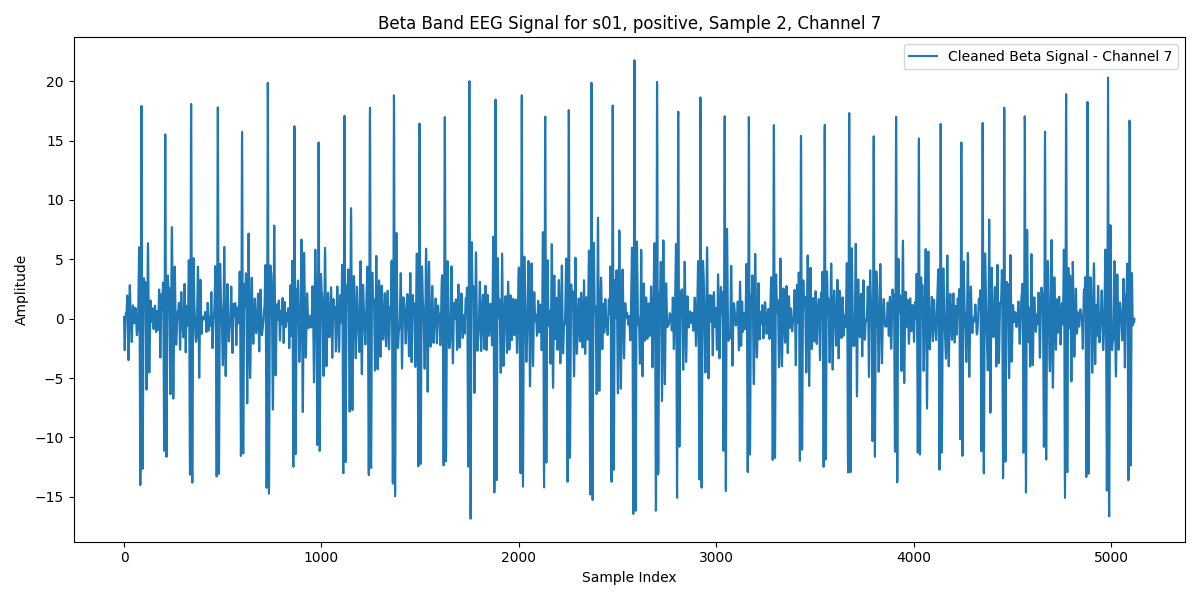 Beta Band EEG Signal for s01, positive, Sample 2, Channel 7
Cleaned Beta Signal - Channel 7
Amplitude
20
15
10
5
0
−5
−10
−15
0 1000 2000 3000 4000 5000
Sample Index